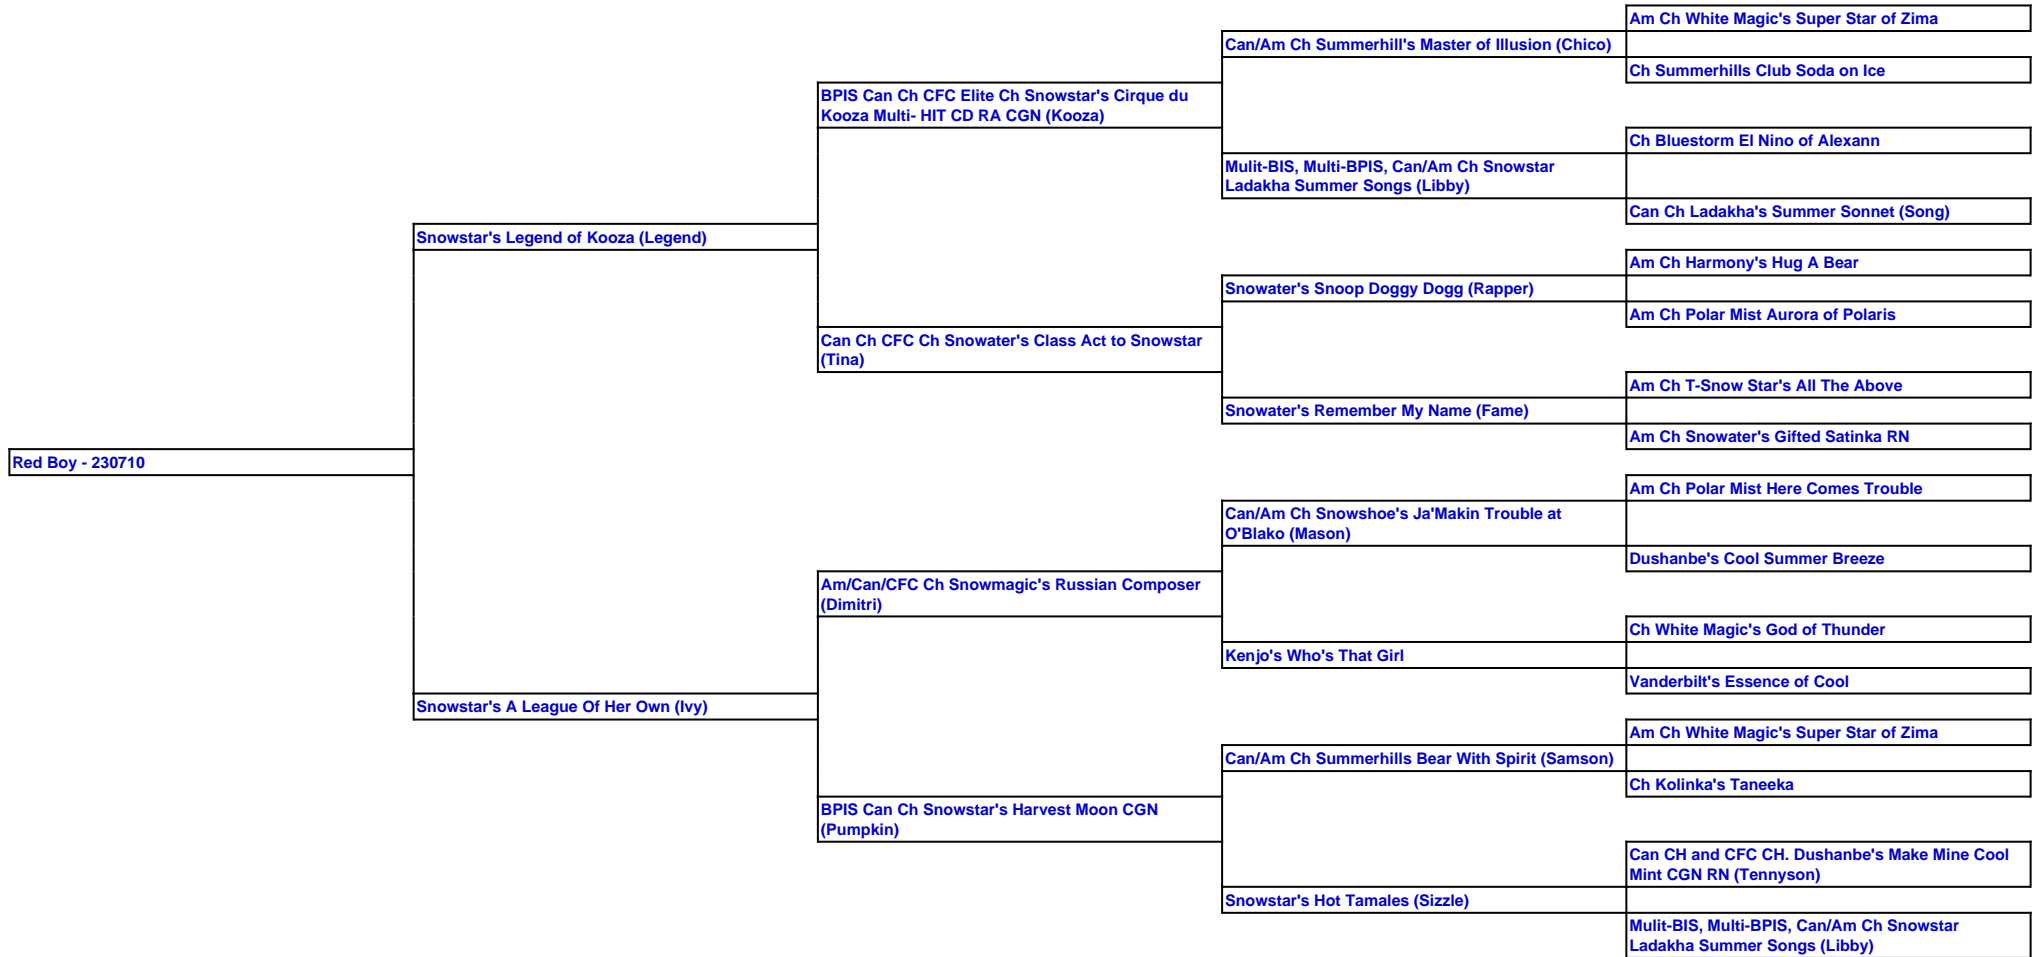 Am Ch White Magic's Super Star of Zima
Can/Am Ch Summerhill's Master of Illusion (Chico)
Ch Summerhills Club Soda on Ice
BPIS Can Ch CFC Elite Ch Snowstar's Cirque du
Kooza Multi- HIT CD RA CGN (Kooza)
Ch Bluestorm El Nino of Alexann
Mulit-BIS, Multi-BPIS, Can/Am Ch Snowstar
Ladakha Summer Songs (Libby)
Can Ch Ladakha's Summer Sonnet (Song)
Snowstar's Legend of Kooza (Legend)
Am Ch Harmony's Hug A Bear
Snowater's Snoop Doggy Dogg (Rapper)
Am Ch Polar Mist Aurora of Polaris
Can Ch CFC Ch Snowater's Class Act to Snowstar
(Tina)
Am Ch T-Snow Star's All The Above
Snowater's Remember My Name (Fame)
Am Ch Snowater's Gifted Satinka RN
Red Boy - 230710
Am Ch Polar Mist Here Comes Trouble
Can/Am Ch Snowshoe's Ja'Makin Trouble at
O'Blako (Mason)
Dushanbe's Cool Summer Breeze
Am/Can/CFC Ch Snowmagic's Russian Composer
(Dimitri)
Ch White Magic's God of Thunder
Kenjo's Who's That Girl
Vanderbilt's Essence of Cool
Snowstar's A League Of Her Own (Ivy)
Am Ch White Magic's Super Star of Zima
Can/Am Ch Summerhills Bear With Spirit (Samson)
Ch Kolinka's Taneeka
BPIS Can Ch Snowstar's Harvest Moon CGN
(Pumpkin)
Can CH and CFC CH. Dushanbe's Make Mine Cool
Mint CGN RN (Tennyson)
Snowstar's Hot Tamales (Sizzle)
Mulit-BIS, Multi-BPIS, Can/Am Ch Snowstar
Ladakha Summer Songs (Libby)